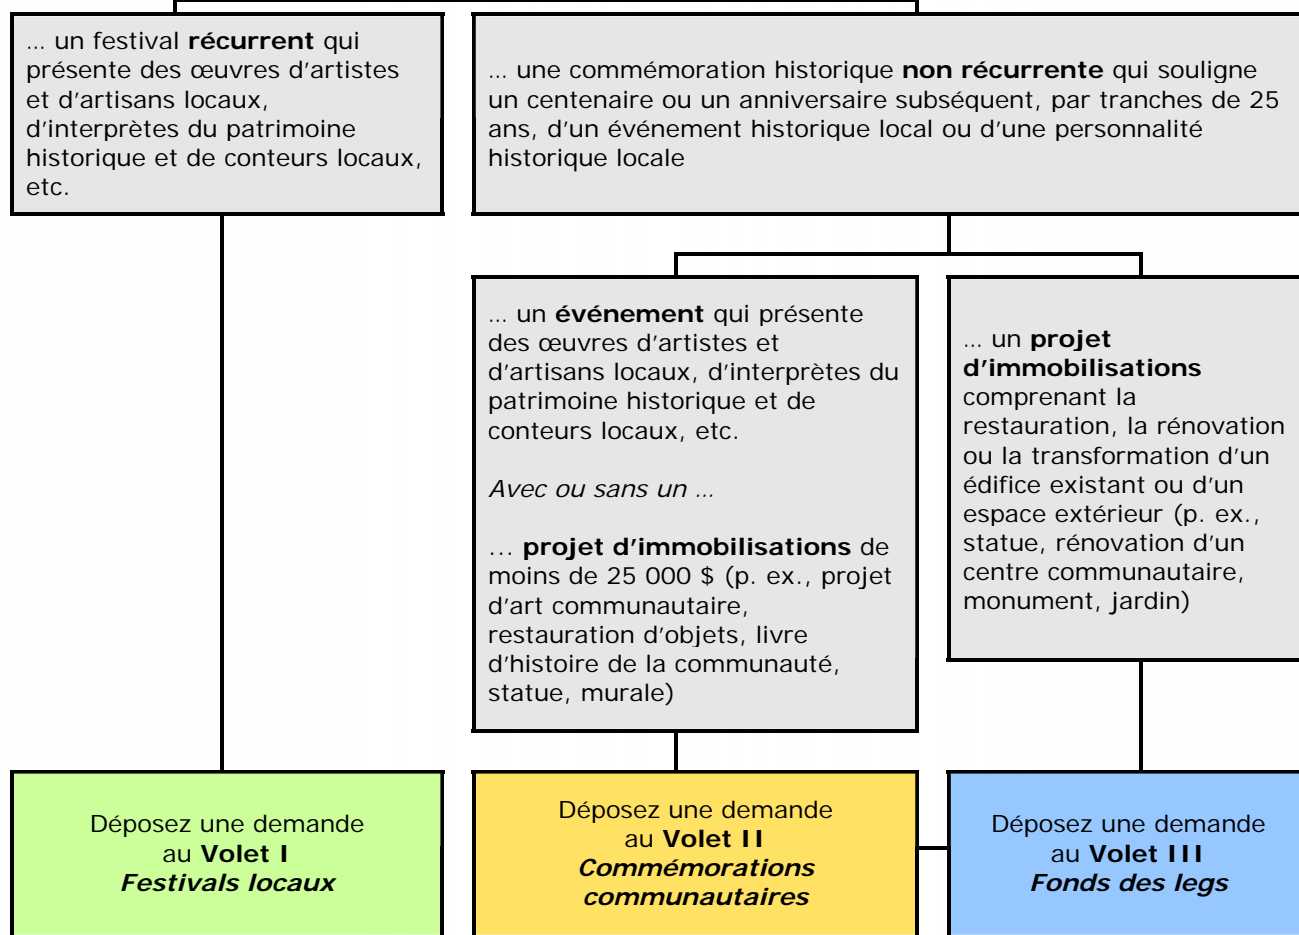 ... un festival récurrent qui
présente des œuvres d'artistes
et d'artisans locaux,
d'interprètes du patrimoine
historique et de conteurs locaux,
etc.
... une commémoration historique non récurrente qui souligne
un centenaire ou un anniversaire subséquent, par tranches de 25
ans, d'un événement historique local ou d'une personnalité
historique locale
... un événement qui présente
des œuvres d'artistes et
d'artisans locaux, d'interprètes du
patrimoine historique et de
conteurs locaux, etc.
Avec ou sans un ...
... projet d'immobilisations de
moins de 25 000 $ (p. ex., projet
d'art communautaire,
restauration d'objets, livre
d'histoire de la communauté,
statue, murale)
... un projet
d'immobilisations
comprenant la
restauration, la rénovation
ou la transformation d'un
édifice existant ou d'un
espace extérieur (p. ex.,
statue, rénovation d'un
centre communautaire,
monument, jardin)
Déposez une demande
au Volet I
Festivals locaux
Déposez une demande
au Volet II
Commémorations
communautaires
Déposez une demande
au Volet III
Fonds des legs